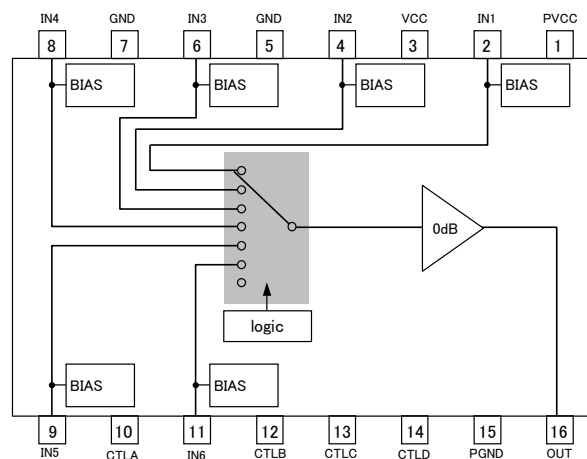 IN4 GND IN3 GND IN2 VCC IN1 PVCC
8 7 6 5 4 3 2 1
BIAS BIAS BIAS BIAS
0dB
logic
BIAS BIAS
9 10 11 12 13 14 15 16
IN5 CTLA IN6 CTLB CTLC CTLD PGND OUT